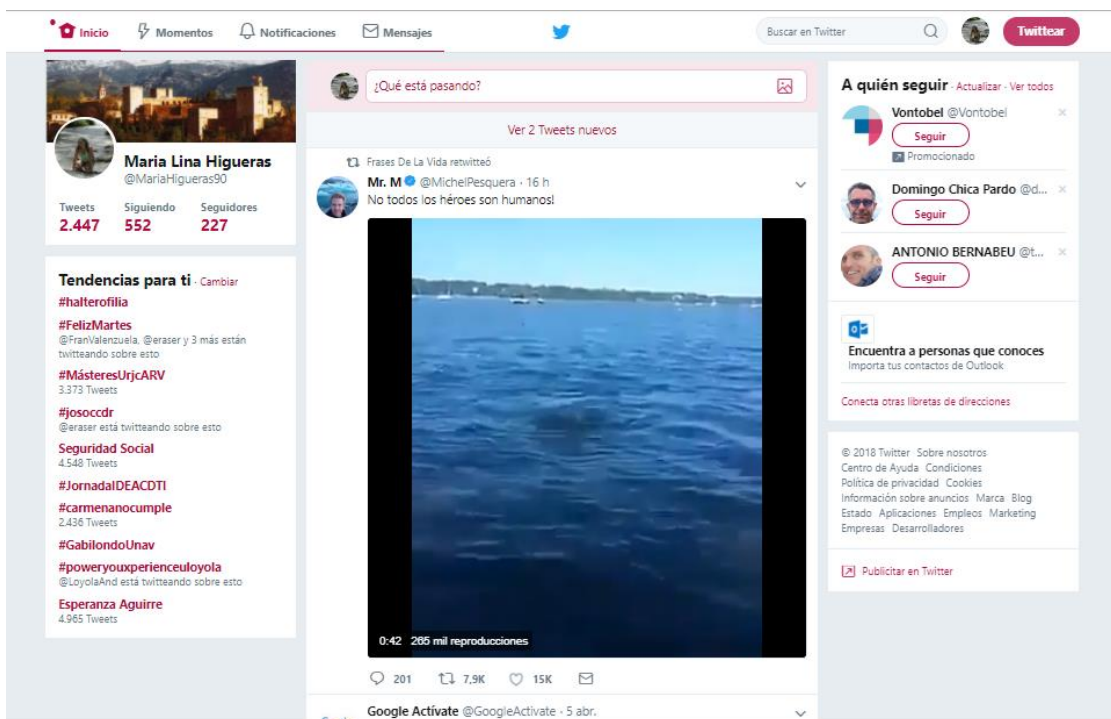 Inicio
Momentos
Notificaciones
Mensajes
Buscar en Twitter
Twittear
Maria Lina Higueras
@MariaHigueras90
Tweets Siguiendo Seguidores
2.447 552 227
Tendencias para ti · Cambiar
#halterofilia
#FelizMartes
@FranValenzuela, @eraser y 3 más están
twitteando sobre esto
#MásteresUrjcARV
3.373 Tweets
#josoccdr
@eraser está twitteando sobre esto
Seguridad Social
4.548 Tweets
#JornadaIDEACDTI
#carmenanocumple
2.436 Tweets
#GabilondoUnav
#poweryouxperienceuloyola
@LoyolaAnd está twitteando sobre esto
Esperanza Aguirre
4.965 Tweets
¿Qué está pasando?
Ver 2 Tweets nuevos
Frases De La Vida retwitteó
Mr. M @MichelPesquera · 16 h
No todos los héroes son humanos!
0:42 265 mil reproducciones
201 7,9K 15K
Google Actívate @GoogleActivate · 5 abr.
A quién seguir · Actualizar · Ver todos
Vontobel @Vontobel
Seguir
Promocionado
Domingo Chica Pardo @d...
Seguir
ANTONIO BERNABEU @t...
Seguir
Encuentra a personas que conoces
Importa tus contactos de Outlook
Conecta otras libretas de direcciones
© 2018 Twitter Sobre nosotros
Centro de Ayuda Condiciones
Política de privacidad Cookies
Información sobre anuncios Marca Blog
Estado Aplicaciones Empleos Marketing
Empresas Desarrolladores
Publicitar en Twitter